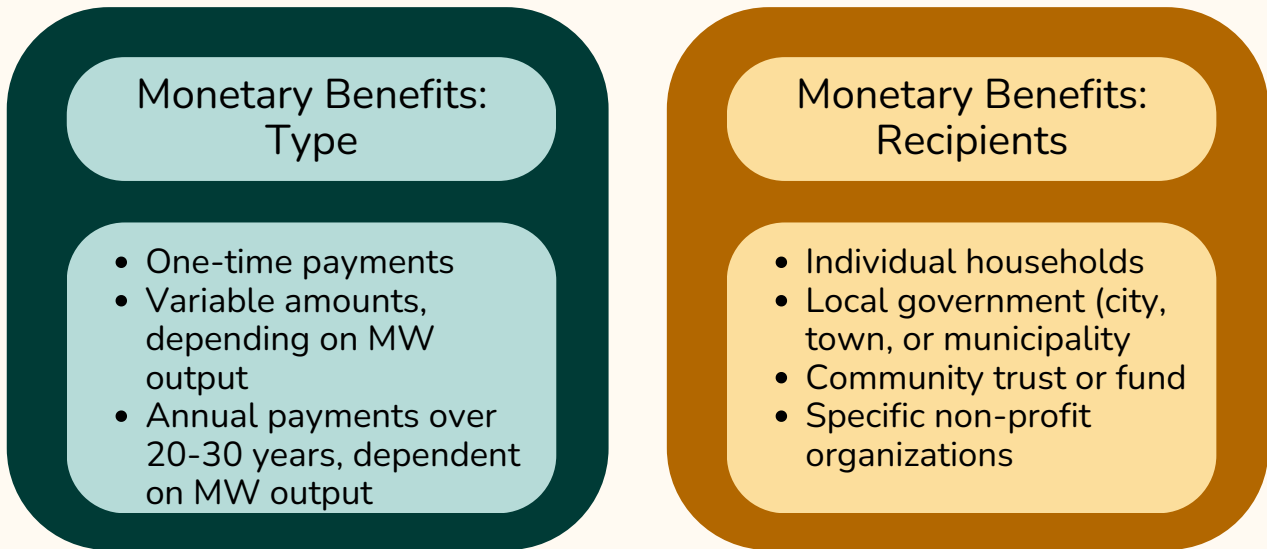 Monetary Benefits:
Type
• One-time payments
• Variable amounts,
depending on MW
output
• Annual payments over
20-30 years, dependent
on MW output
Monetary Benefits:
Recipients
• Individual households
• Local government (city,
town, or municipality
• Community trust or fund
• Specific non-profit
organizations